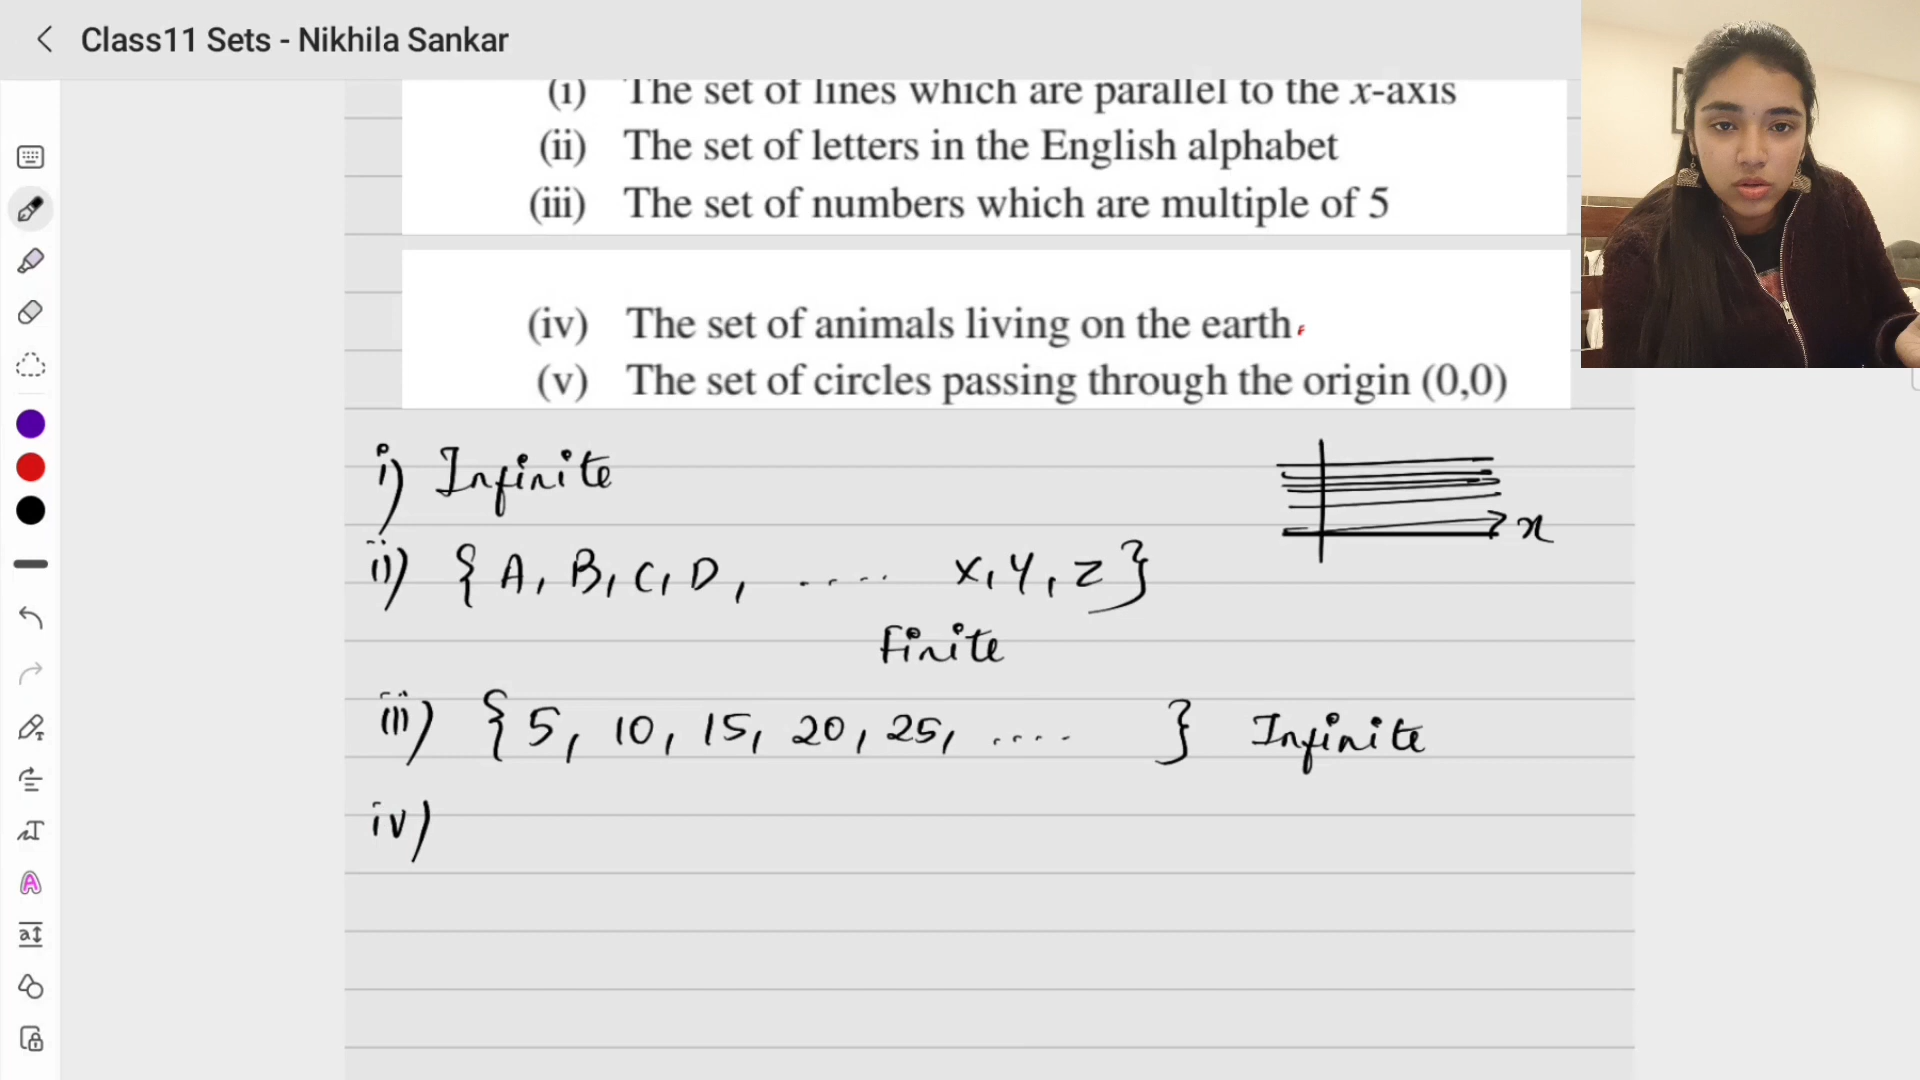 Class11 Sets - Nikhila Sankar
(i) The set of lines which are parallel to the x-axis
(ii) The set of letters in the English alphabet
(iii) The set of numbers which are multiple of 5
(iv) The set of animals living on the earth
(v) The set of circles passing through the origin (0,0)
i) Infinite
x
ii) { A, B, C, D, ..... X, Y, Z }
Finite
iii) { 5, 10, 15, 20, 25, ..... } Infinite
iv)